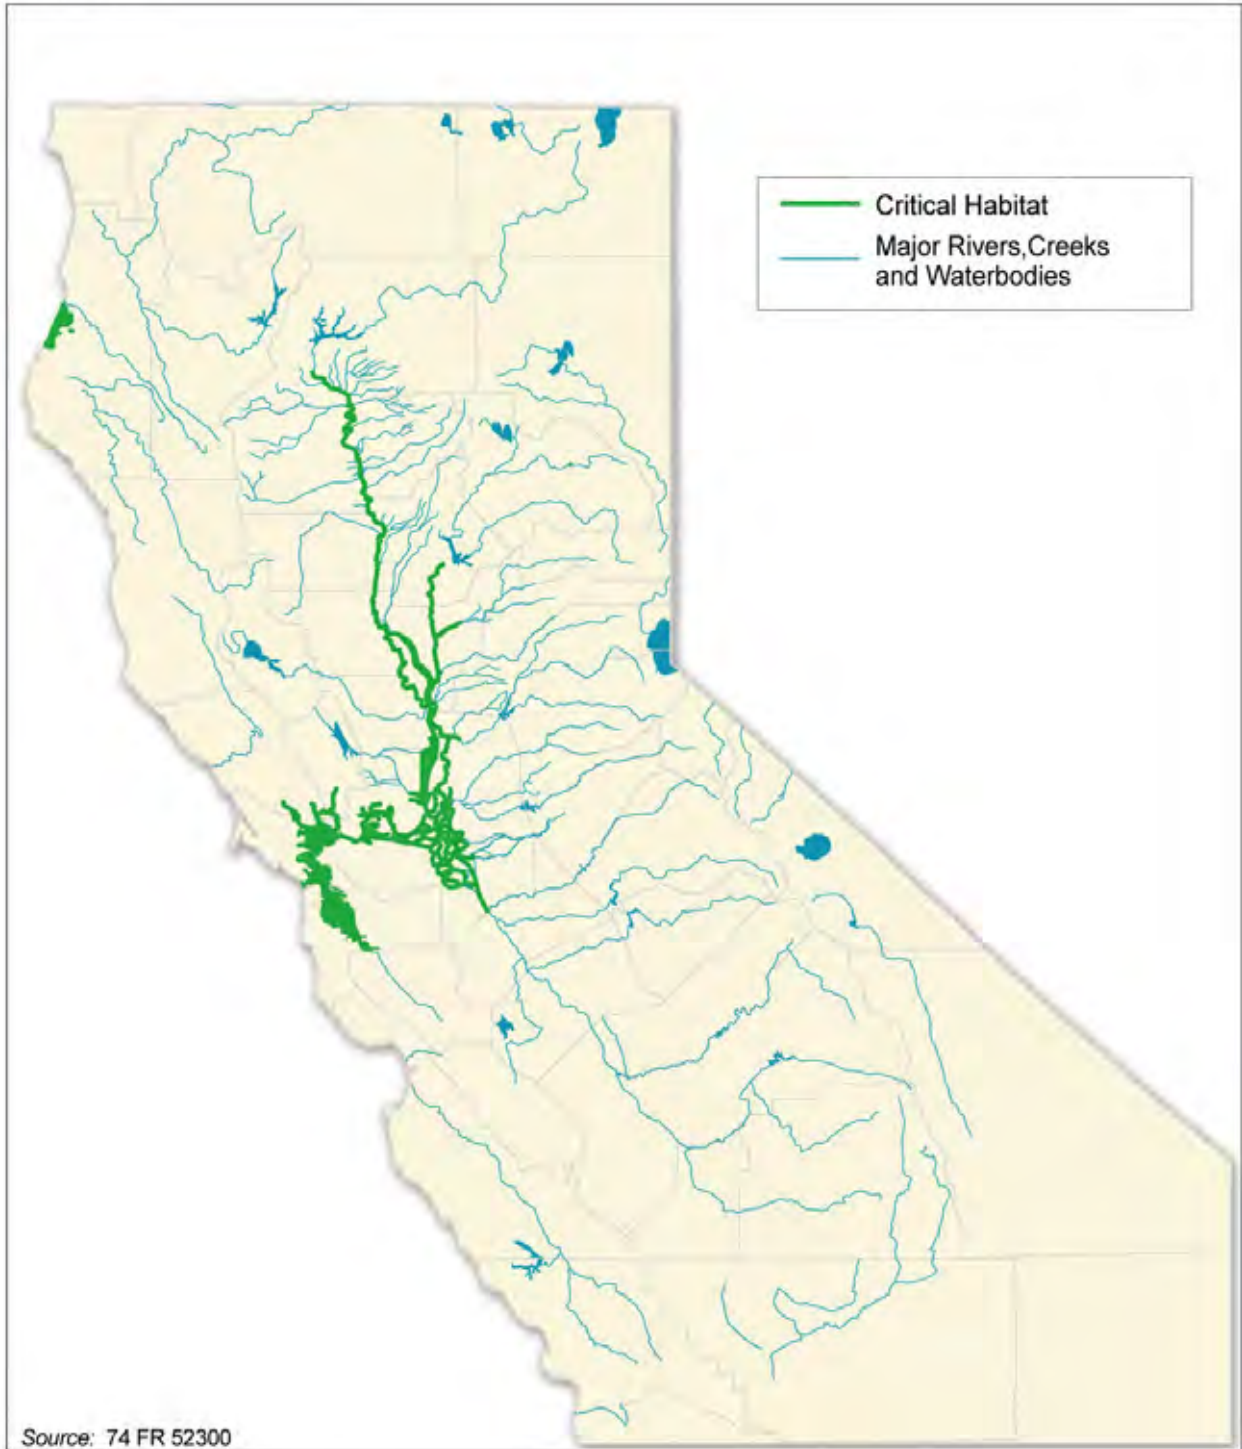 Critical Habitat
Major Rivers,Creeks
and Waterbodies
Source: 74 FR 52300